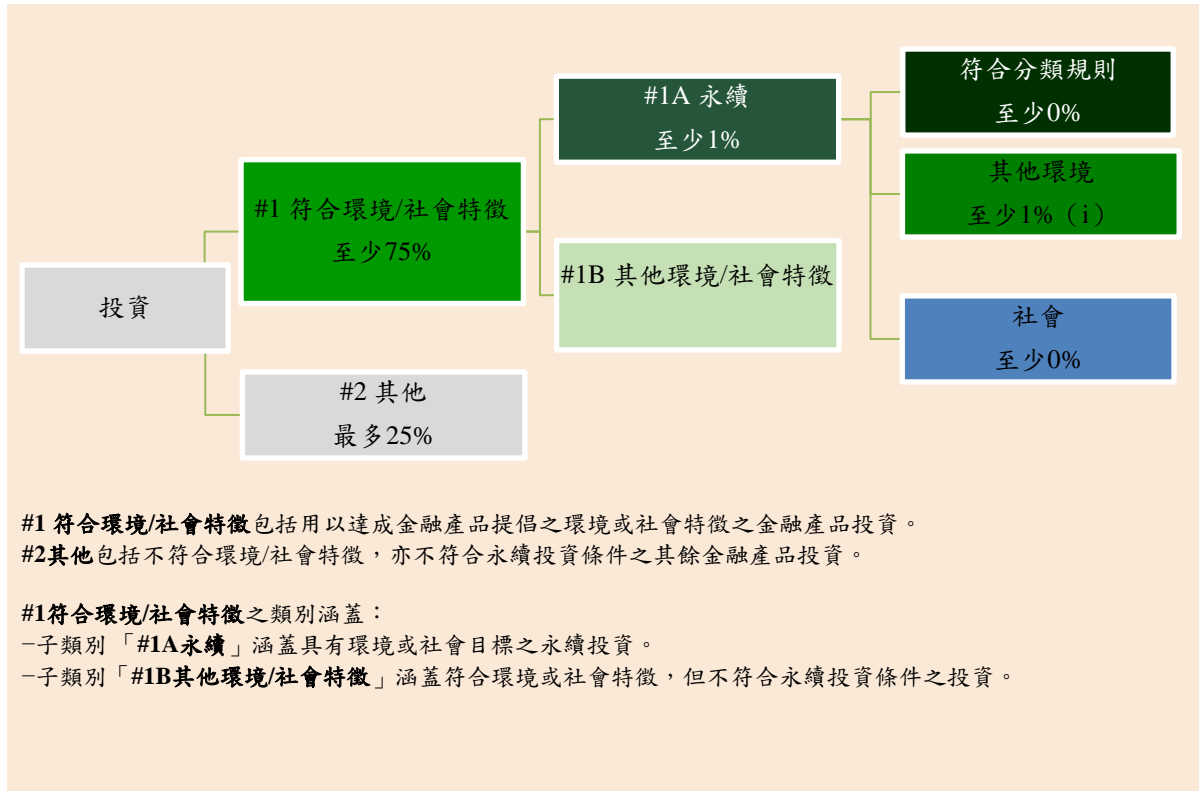 符合分類規則
至少0%
#1A 永續
至少1%
其他環境
至少1%（i）
#1 符合環境/社會特徵
至少75%
#1B 其他環境/社會特徵
投資
社會
至少0%
#2 其他
最多25%
#1 符合環境/社會特徵包括用以達成金融產品提倡之環境或社會特徵之金融產品投資。
#2其他包括不符合環境/社會特徵，亦不符合永續投資條件之其餘金融產品投資。
#1符合環境/社會特徵之類別涵蓋：
–子類別「#1A永續」涵蓋具有環境或社會目標之永續投資。
–子類別「#1B其他環境/社會特徵」涵蓋符合環境或社會特徵，但不符合永續投資條件之投資。